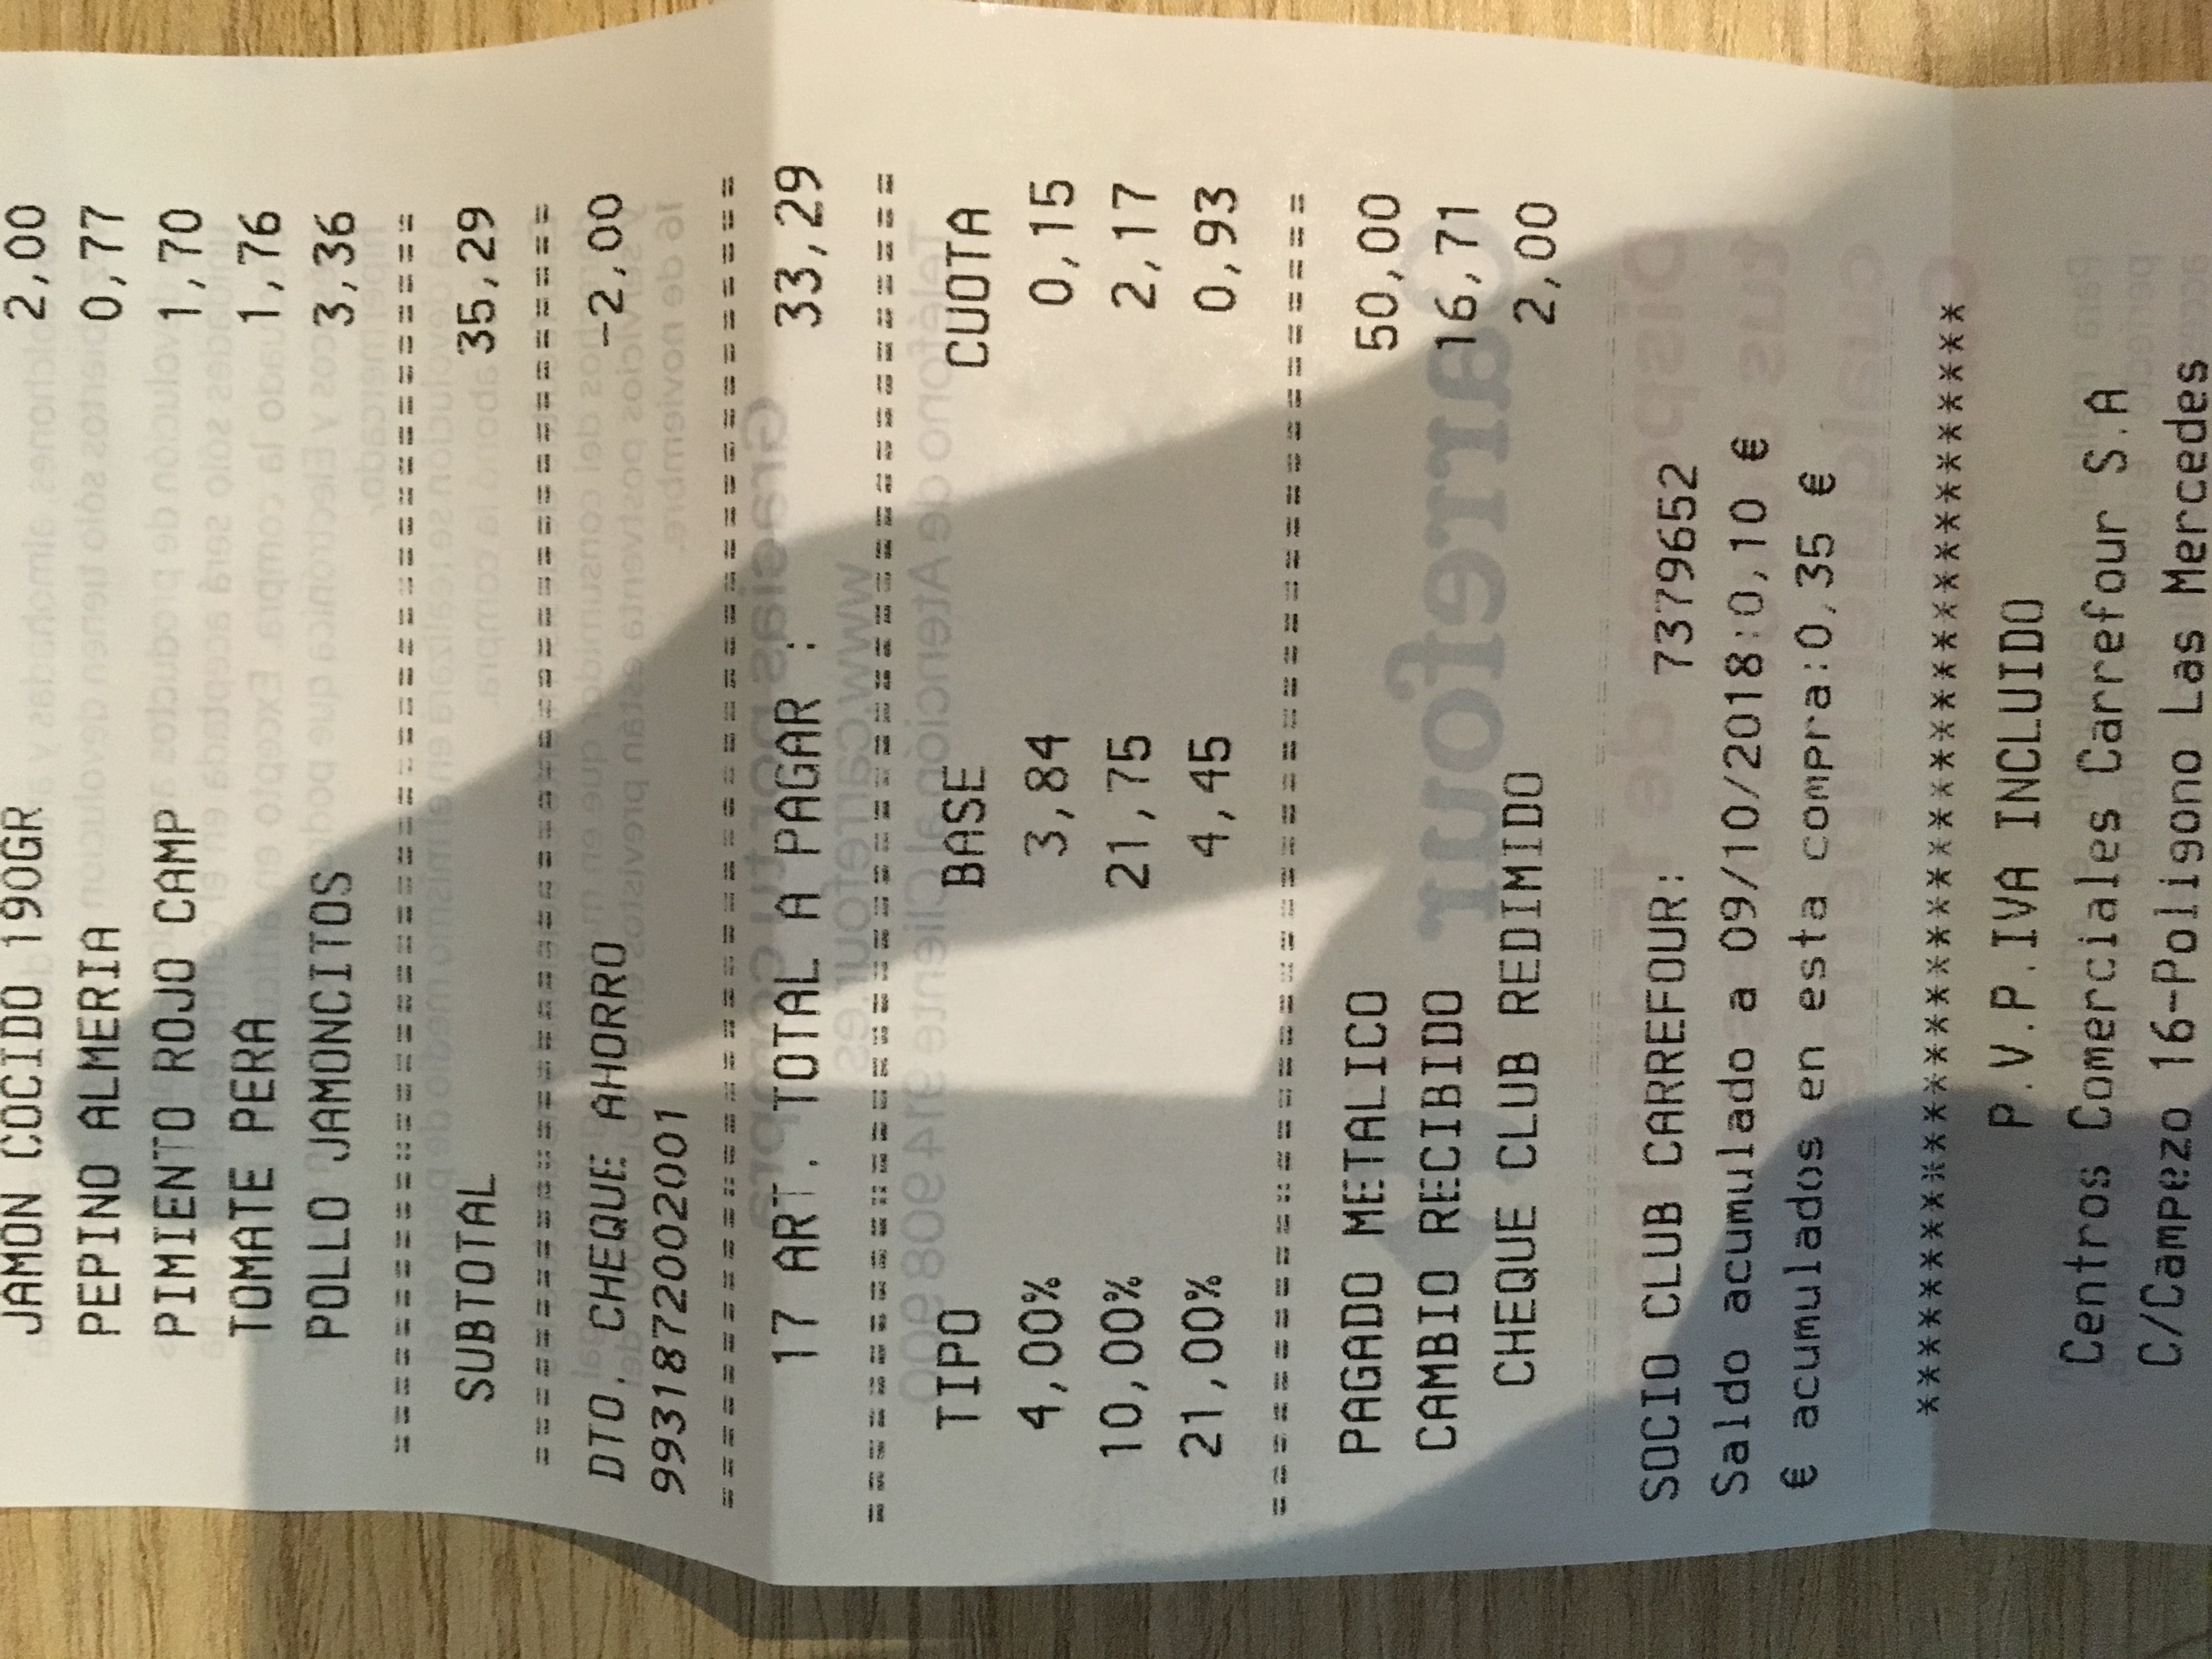 JAMON COCIDO 190GR 2,00
PEPINO ALMERIA 0,77
PIMIENTO ROJO CAMP 1,70
TOMATE PERA 1,76
POLLO JAMONCITOS 3,36
SUBTOTAL 35,29
DTO. CHEQUE AHORRO -2,00
9931872002001
17 ART. TOTAL A PAGAR : 33,29
TIPO BASE CUOTA
4,00% 3,84 0,15
10,00% 21,75 2,17
21,00% 4,45 0,93
PAGADO METALICO 50,00
CAMBIO RECIBIDO 16,71
CHEQUE CLUB REDIMIDO 2,00
SOCIO CLUB CARREFOUR: 7379652
Saldo acumulado a 09/10/2018:0,10 €
€ acumulados en esta compra:0,35 €
**************************************
P.V.P.IVA INCLUIDO
Centros Comerciales Carrefour S.A
C/Campezo 16-Poligono Las Mercedes